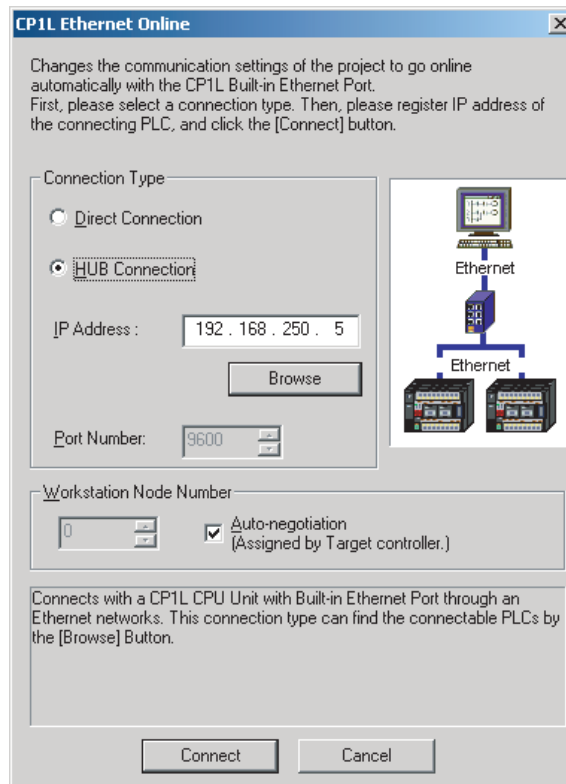 CP1L Ethernet Online
Changes the communication settings of the project to go online
automatically with the CP1L Built-in Ethernet Port.
First, please select a connection type. Then, please register IP address of
the connecting PLC, and click the [Connect] button.
Connection Type
Direct Connection
HUB Connection
IP Address :
192 . 168 . 250 . 5
Browse
Port Number:
9600
Ethernet
Ethernet
Workstation Node Number
0
Auto-negotiation
(Assigned by Target controller.)
Connects with a CP1L CPU Unit with Built-in Ethernet Port through an
Ethernet networks. This connection type can find the connectable PLCs by
the [Browse] Button.
Connect
Cancel